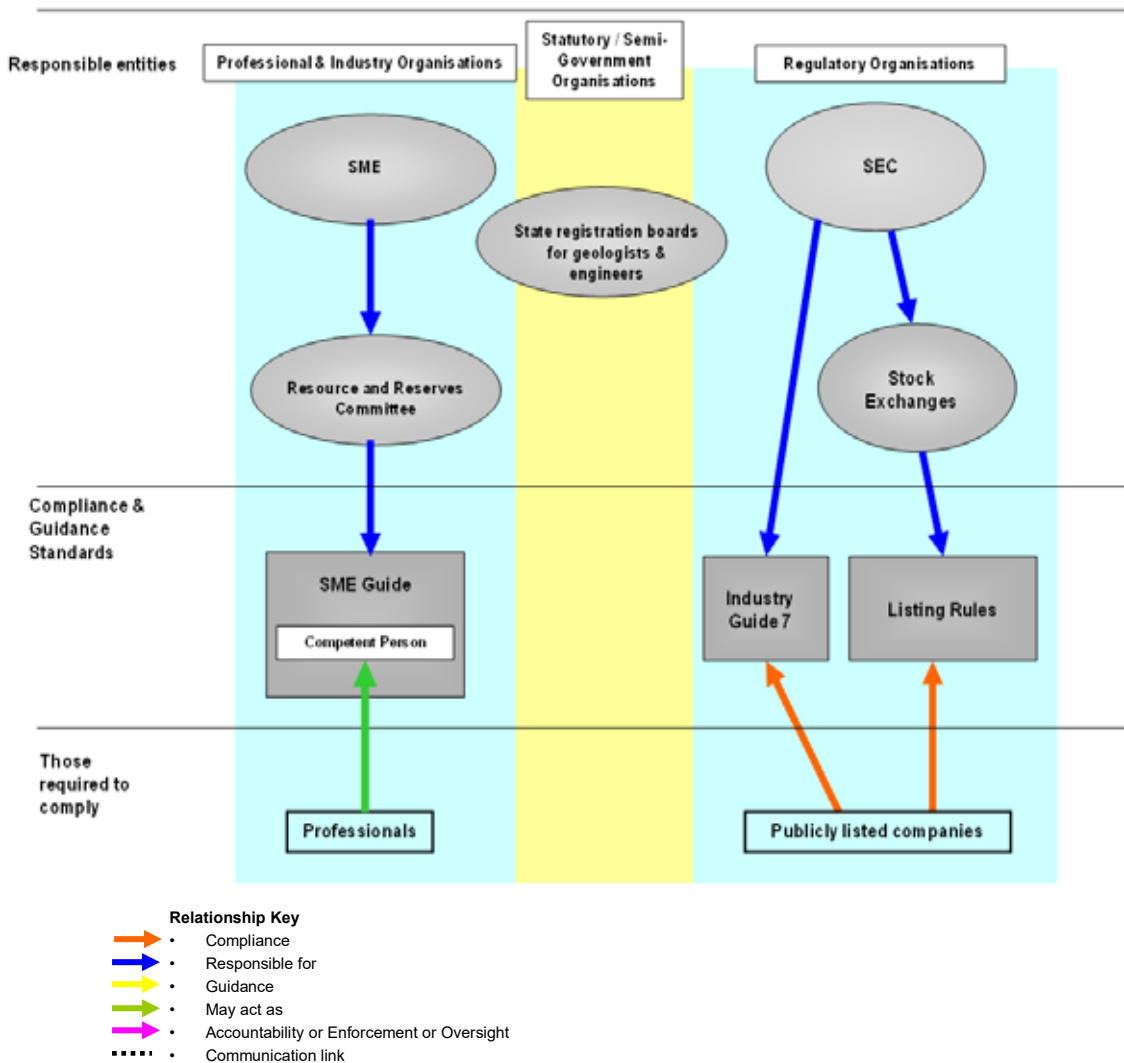 Responsible entities
Professional & Industry Organisations
Statutory / Semi-
Government
Organisations
Regulatory Organisations
SME
SEC
State registration boards
for geologists &
engineers
Resource and Reserves
Committee
Stock
Exchanges
Compliance &
Guidance
Standards
SME Guide
Competent Person
Industry
Guide 7
Listing Rules
Those
required to
comply
Professionals
Publicly listed companies
Relationship Key
• Compliance
• Responsible for
• Guidance
• May act as
• Accountability or Enforcement or Oversight
• Communication link